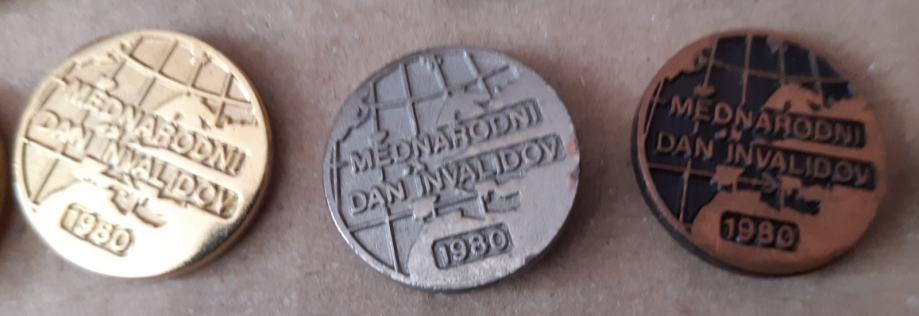 MEDNARODNI
DAN INVALIDOV
1980
MEDNARODNI
DAN INVALIDOV
1980
MEDNARODNI
DAN INVALIDOV
1980